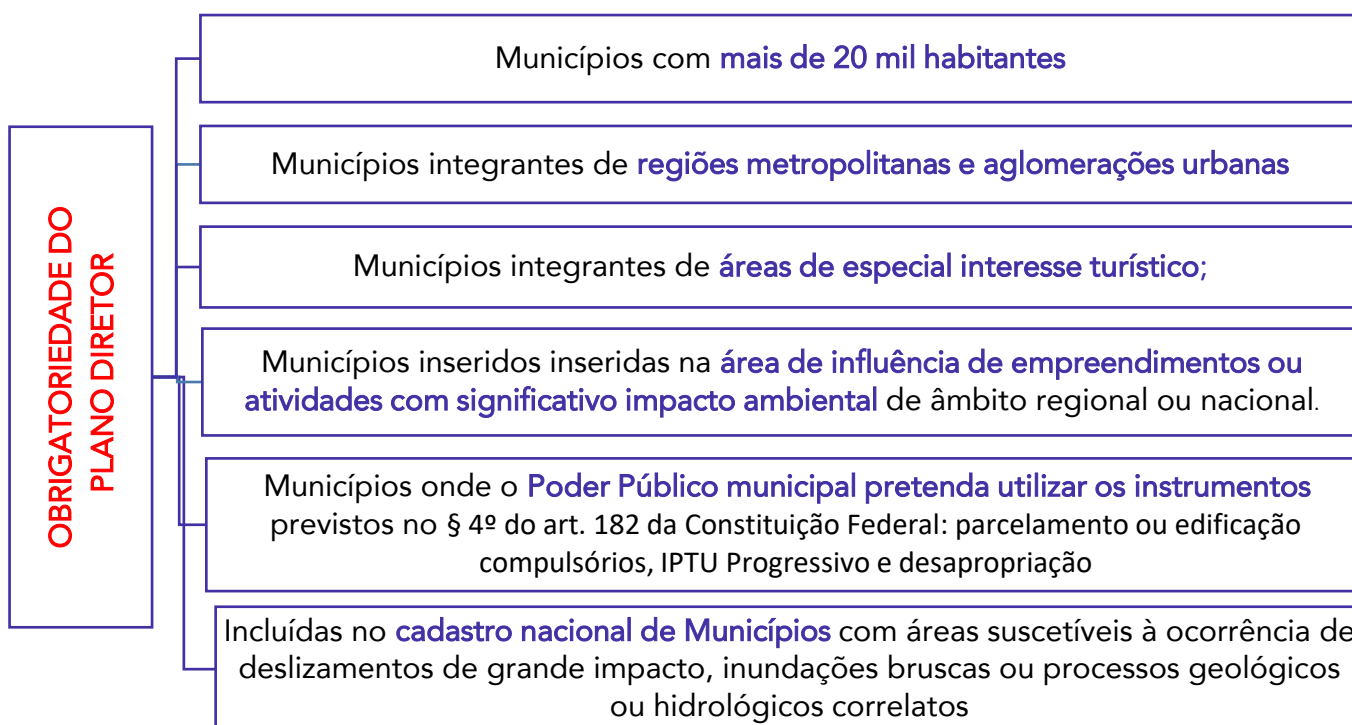 OBRIGATORIEDADE DO
PLANO DIRETOR
Municípios com mais de 20 mil habitantes
Municípios integrantes de regiões metropolitanas e aglomerações urbanas
Municípios integrantes de áreas de especial interesse turístico;
Municípios inseridos inseridas na área de influência de empreendimentos ou
atividades com significativo impacto ambiental de âmbito regional ou nacional.
Municípios onde o Poder Público municipal pretenda utilizar os instrumentos
previstos no § 4º do art. 182 da Constituição Federal: parcelamento ou edificação
compulsórios, IPTU Progressivo e desapropriação
Incluídas no cadastro nacional de Municípios com áreas suscetíveis à ocorrência de
deslizamentos de grande impacto, inundações bruscas ou processos geológicos
ou hidrológicos correlatos